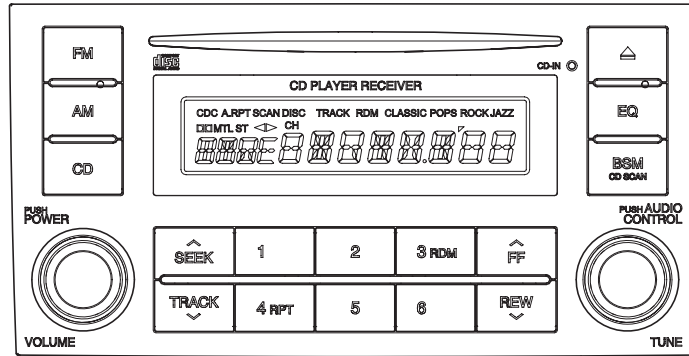 FM
disc
CD-IN
CD PLAYER RECEIVER
AM
EQ
CDC A.RPT SCAN DISC TRACK RDM CLASSIC POPS ROCK JAZZ
MTL ST CH
CD
BSM
CD SCAN
PUSH
POWER
PUSH AUDIO
CONTROL
SEEK
1
2
3 RDM
FF
TRACK
4 RPT
5
6
REW
VOLUME
TUNE